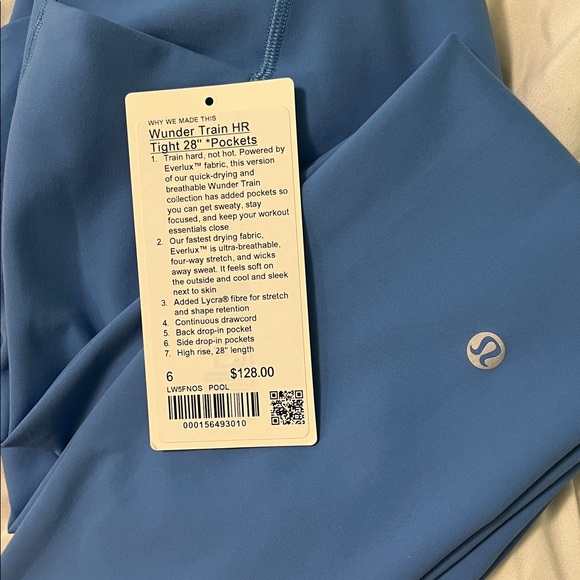 WHY WE MADE THIS
Wunder Train HR
Tight 28" *Pockets
1. Train hard, not hot. Powered by
Everlux™ fabric, this version
of our quick-drying and
breathable Wunder Train
collection has added pockets so
you can get sweaty, stay
focused, and keep your workout
essentials close
2. Our fastest drying fabric,
Everlux™ is ultra-breathable,
four-way stretch, and wicks
away sweat. It feels soft on
the outside and cool and sleek
next to skin
3. Added Lycra® fibre for stretch
and shape retention
4. Continuous drawcord
5. Back drop-in pocket
6. Side drop-in pockets
7. High rise, 28" length
6 $128.00
LW5FNOS POOL
000156493010